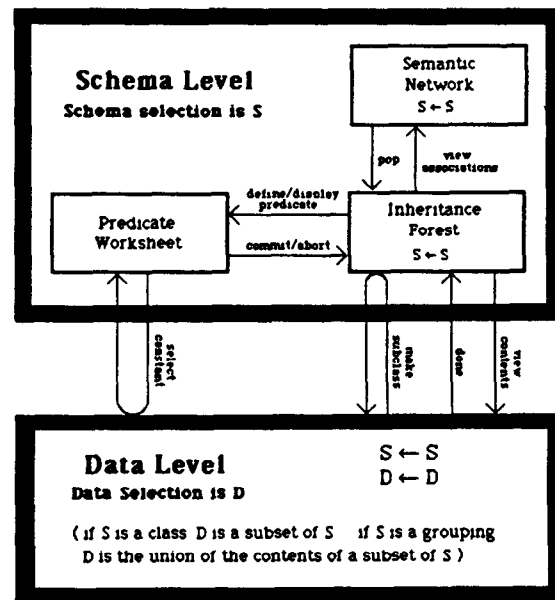 Schema Level
Schema selection is S
Semantic
Network
S ← S
pop
view
associations
define/display
predicate
Predicate
Worksheet
commit/abort
Inheritance
Forest
S ← S
select
constant
make
subclass
done
view
contents
Data Level
Data Selection is D
S ← S
D ← D
( if S is a class D is a subset of S if S is a grouping
D is the union of the contents of a subset of S )